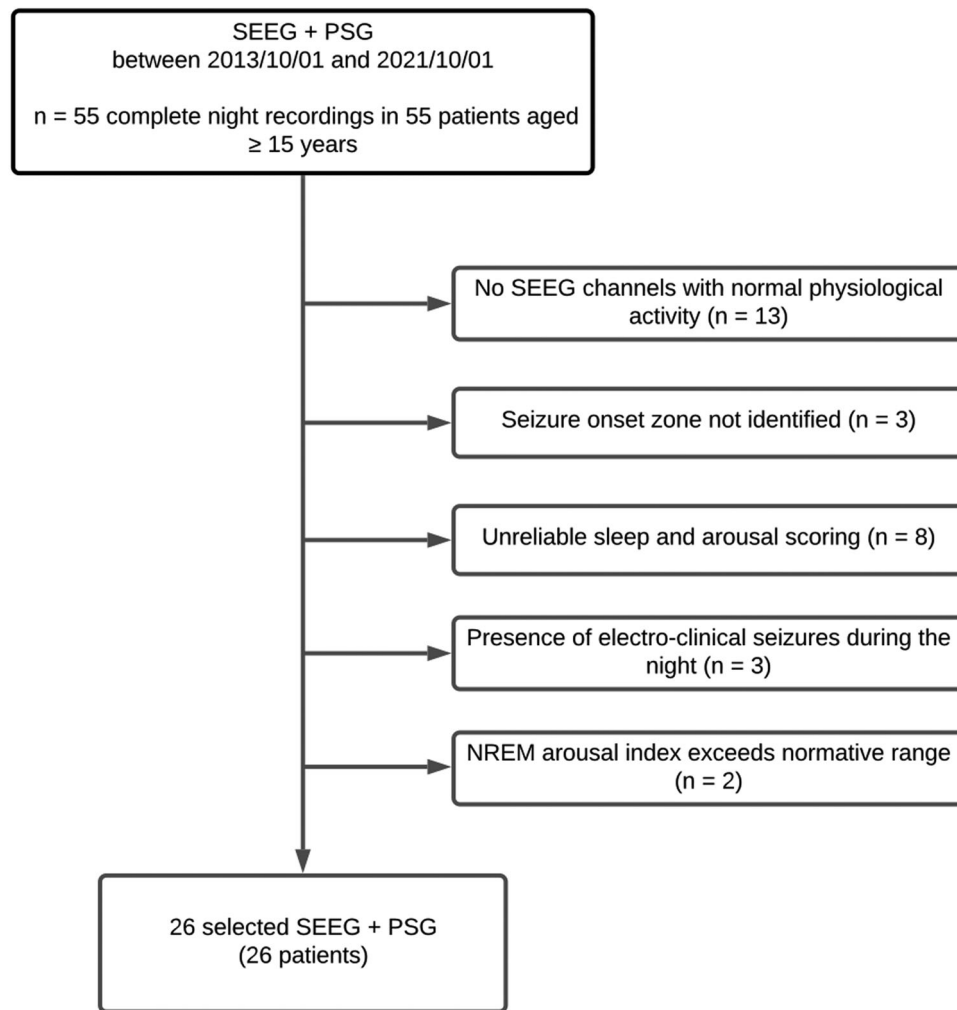 SEEG + PSG
between 2013/10/01 and 2021/10/01
n = 55 complete night recordings in 55 patients aged
≥ 15 years
No SEEG channels with normal physiological
activity (n = 13)
Seizure onset zone not identified (n = 3)
Unreliable sleep and arousal scoring (n = 8)
Presence of electro-clinical seizures during the
night (n = 3)
NREM arousal index exceeds normative range
(n = 2)
26 selected SEEG + PSG
(26 patients)